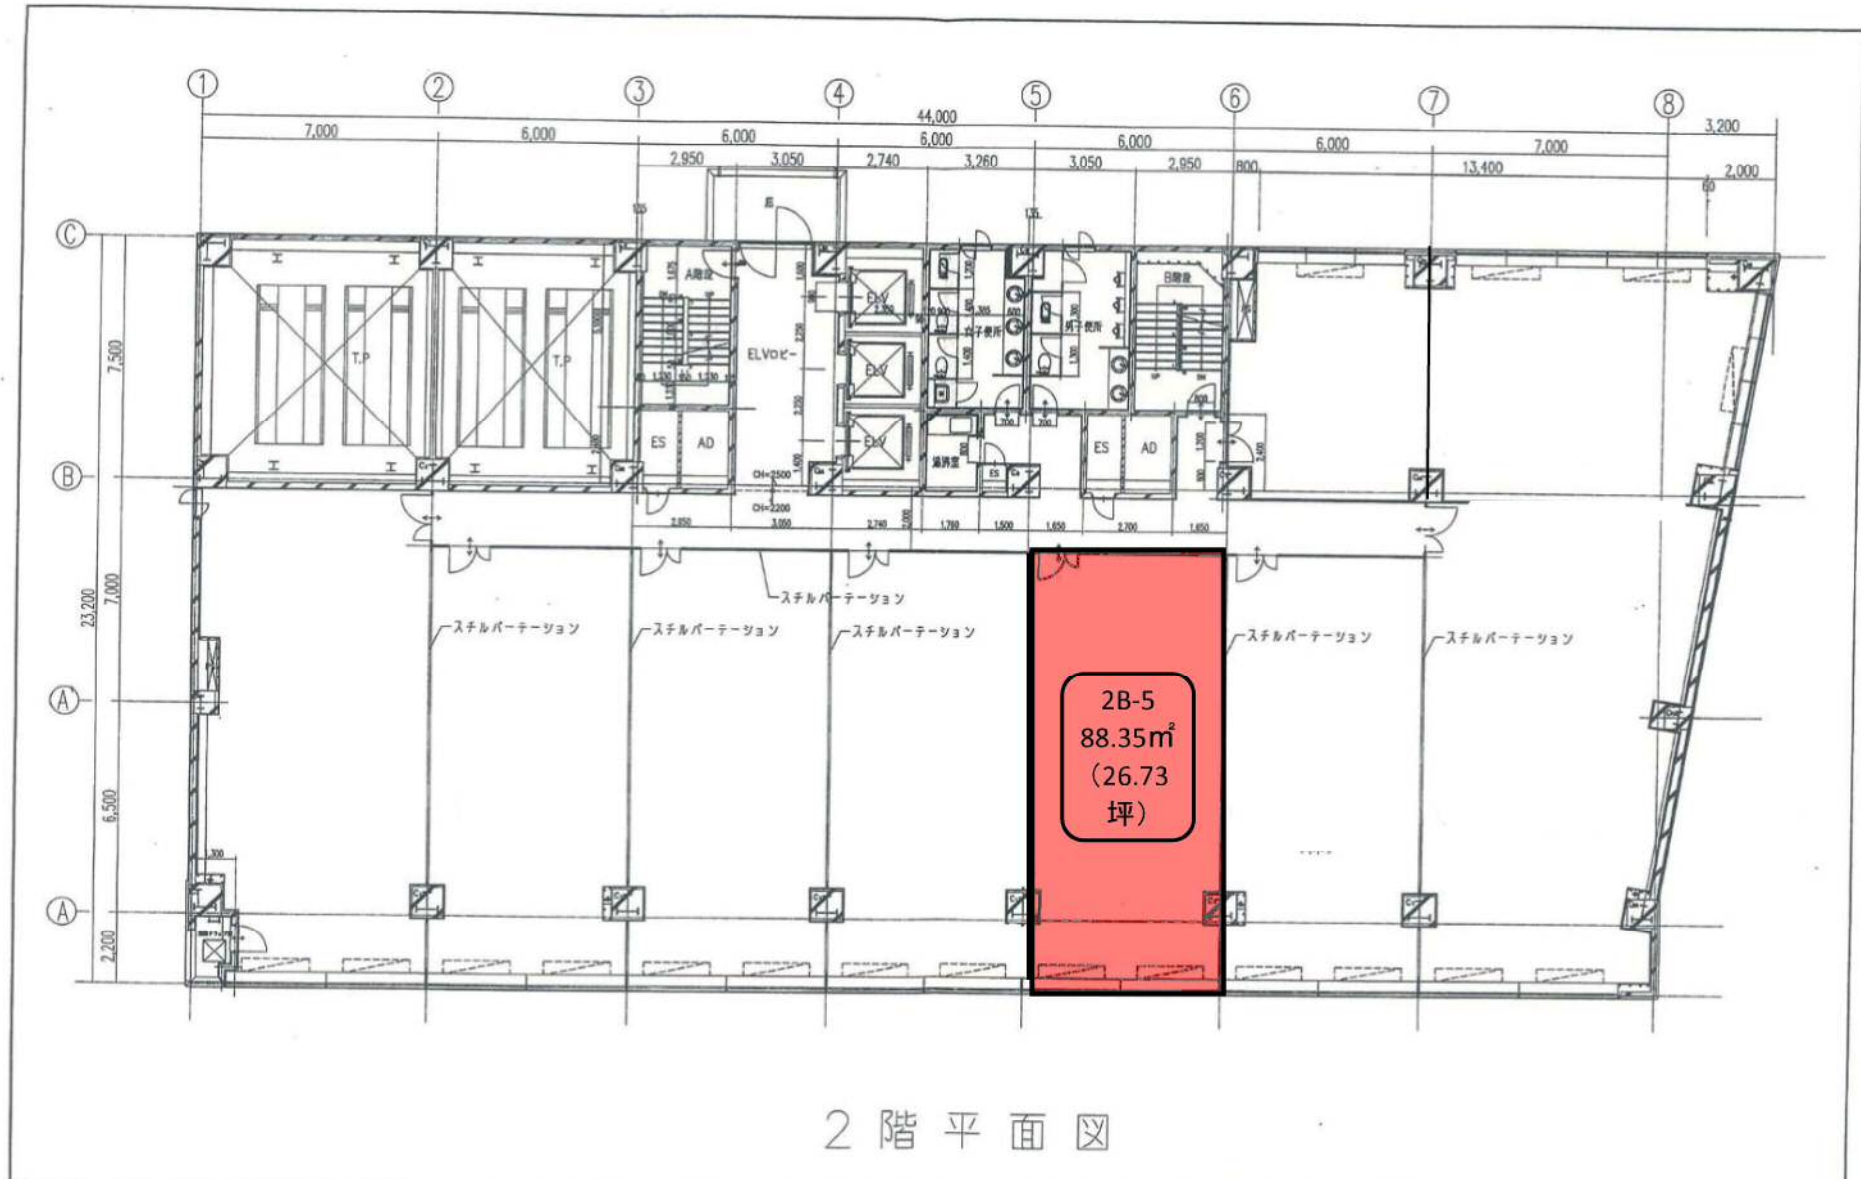 ① ② ③ ④ ⑤ ⑥ ⑦ ⑧
44,000
3,200
7,000 6,000 6,000 6,000 6,000 6,000 7,000
2,950 3,050 2,740 3,260 3,050 2,950 800 13,400 2,000
60
Ⓒ
A階段
B階段
ELV
女子便所
男子便所
7,500
T.P
T.P
ELVロビー
ELV
ES
AD
ELV
湯沸室
ES
ES
AD
Ⓑ
CH=2500
CH=2200
2,950 3,050 2,740 2,000 1,760 1,500 1,650 2,700 1,650
23,200
7,000
スチルパーテーション
スチルパーテーション
スチルパーテーション
スチルパーテーション
スチルパーテーション
スチルパーテーション
Ⓐ'
2B-5
88.35㎡
（26.73
坪）
6,500
1,300
Ⓐ
2,200
2階平面図